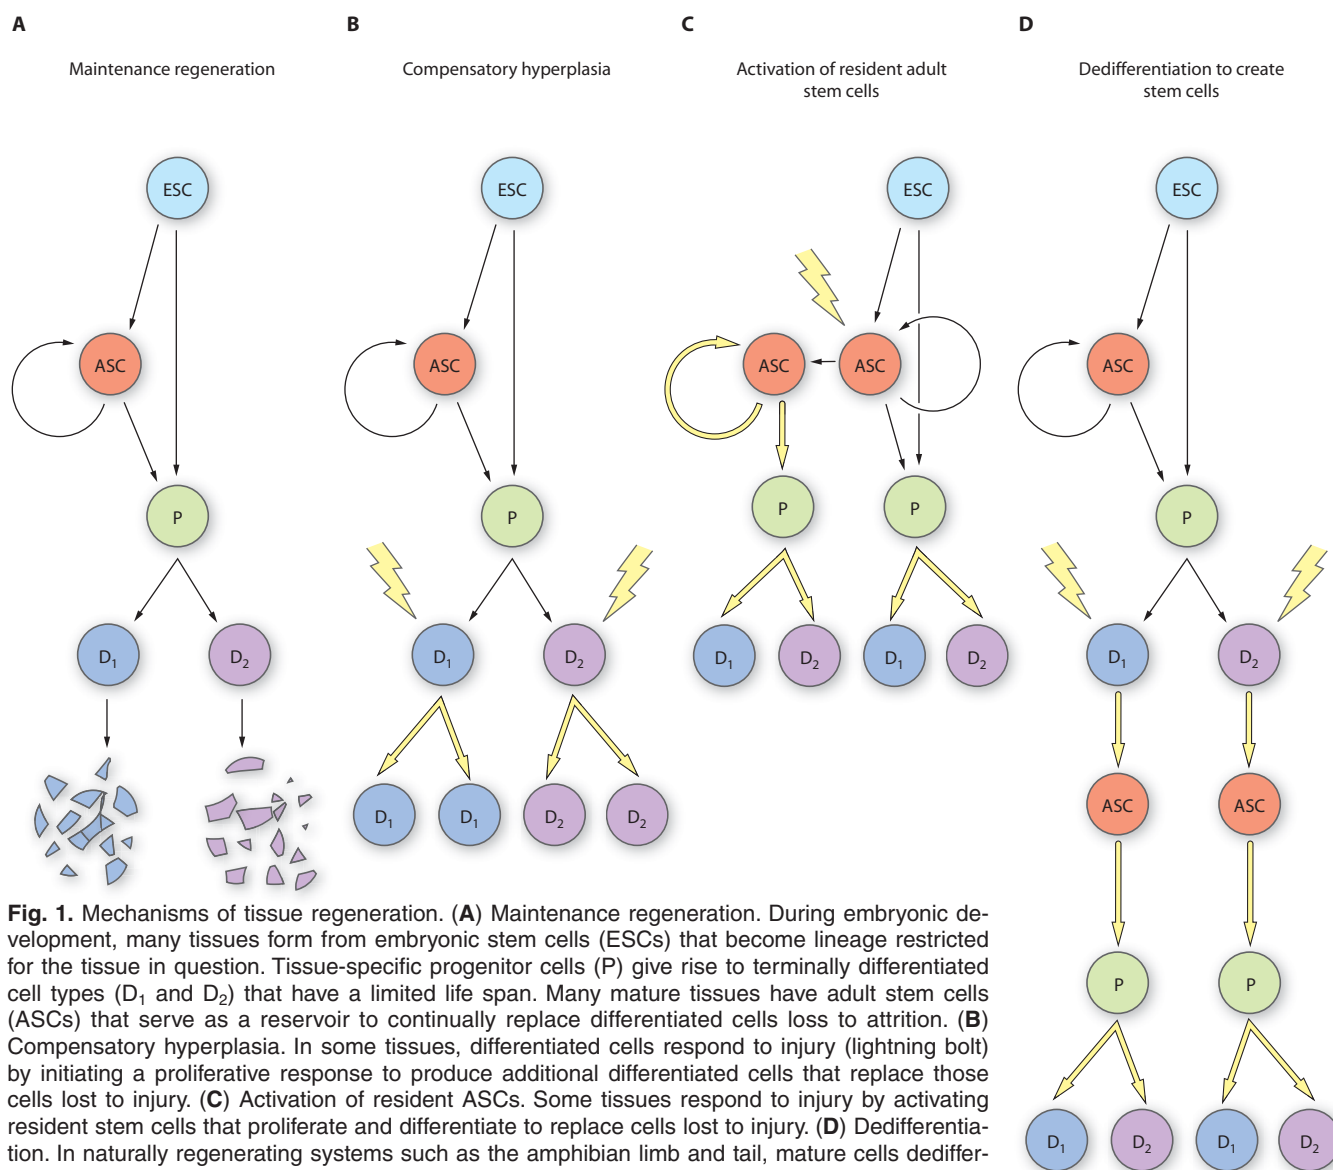 A
B
C
D
Maintenance regeneration
Compensatory hyperplasia
Activation of resident adult
stem cells
Dedifferentiation to create
stem cells
ESC
ESC
ESC
ESC
ASC
ASC
ASC
ASC
ASC
P
P
P
P
P
D1
D2
D1
D2
D1
D2
D1
D2
D1
D2
D1
D1
D2
D2
ASC
ASC
P
P
D1
D2
D1
D2
Fig. 1. Mechanisms of tissue regeneration. (A) Maintenance regeneration. During embryonic de-
velopment, many tissues form from embryonic stem cells (ESCs) that become lineage restricted
for the tissue in question. Tissue-specific progenitor cells (P) give rise to terminally differentiated
cell types (D1 and D2) that have a limited life span. Many mature tissues have adult stem cells
(ASCs) that serve as a reservoir to continually replace differentiated cells loss to attrition. (B)
Compensatory hyperplasia. In some tissues, differentiated cells respond to injury (lightning bolt)
by initiating a proliferative response to produce additional differentiated cells that replace those
cells lost to injury. (C) Activation of resident ASCs. Some tissues respond to injury by activating
resident stem cells that proliferate and differentiate to replace cells lost to injury. (D) Dedifferentia-
tion. In naturally regenerating systems such as the amphibian limb and tail, mature cells dediffer-